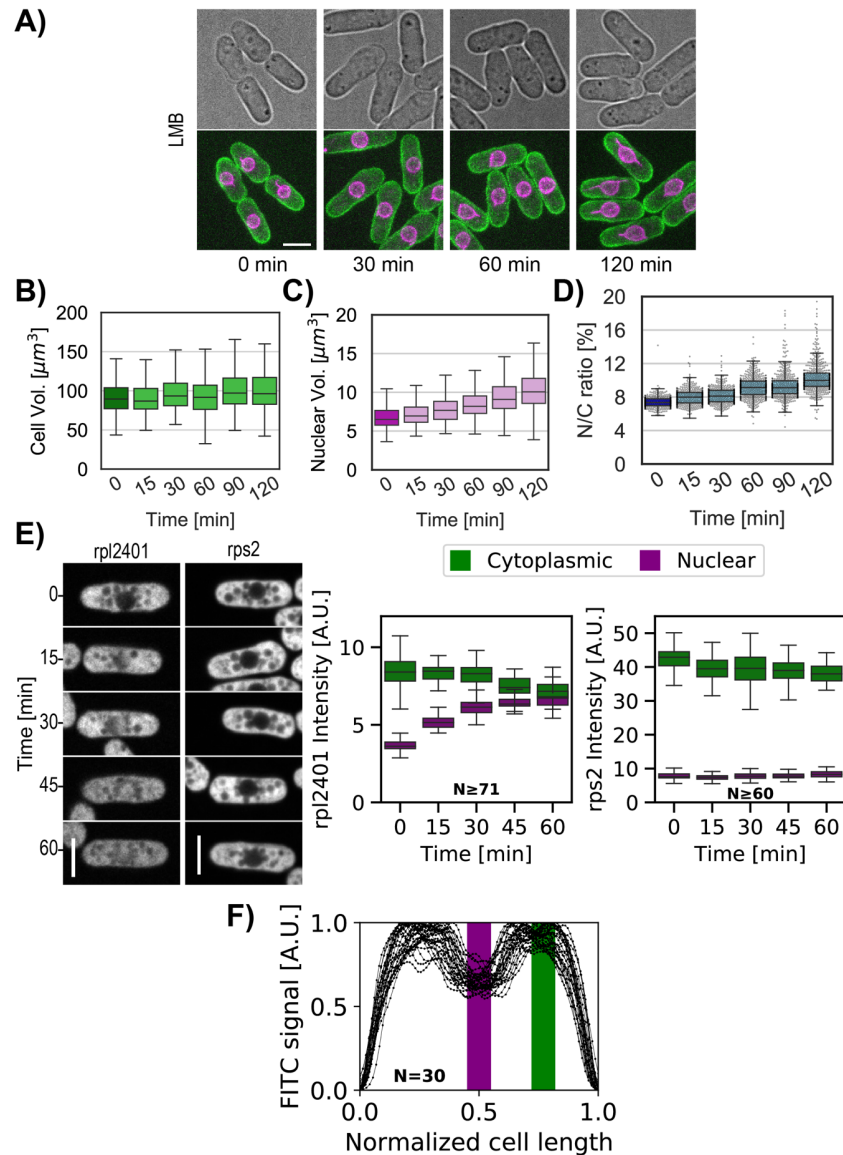 A)
LMB
0 min 30 min 60 min 120 min
B)
Cell Vol. [μm³]
200
150
100
50
0
0 15 30 60 90 120
Time [min]
C)
Nuclear Vol. [μm³]
20
15
10
5
0
0 15 30 60 90 120
Time [min]
D)
N/C ratio [%]
20
16
12
8
4
0
0 15 30 60 90 120
Time [min]
E)
rpl2401 rps2
Time [min]
0
15
30
45
60
Cytoplasmic Nuclear
rpl2401 Intensity [A.U.]
10
5
0
N≥71
0 15 30 45 60
Time [min]
rps2 Intensity [A.U.]
50
40
30
20
10
0
N≥60
0 15 30 45 60
Time [min]
F)
FITC signal [A.U.]
1.0
0.5
0.0
N=30
0.0 0.5 1.0
Normalized cell length